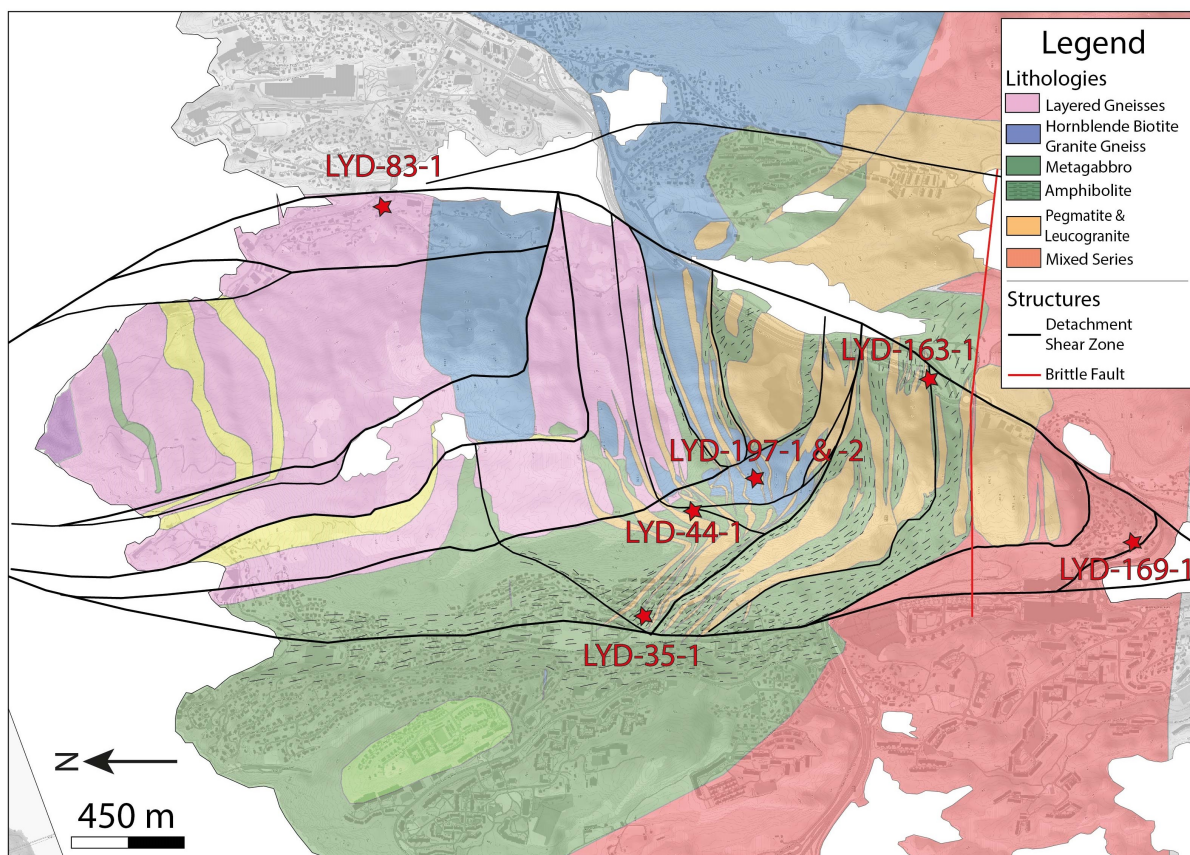 Legend
Lithologies
Layered Gneisses
Hornblende Biotite
Granite Gneiss
Metagabbro
Amphibolite
Pegmatite &
Leucogranite
Mixed Series
Structures
Detachment
Shear Zone
Brittle Fault
LYD-83-1
LYD-163-1
LYD-197-1 & -2
LYD-44-1
LYD-169-1
LYD-35-1
N
450 m